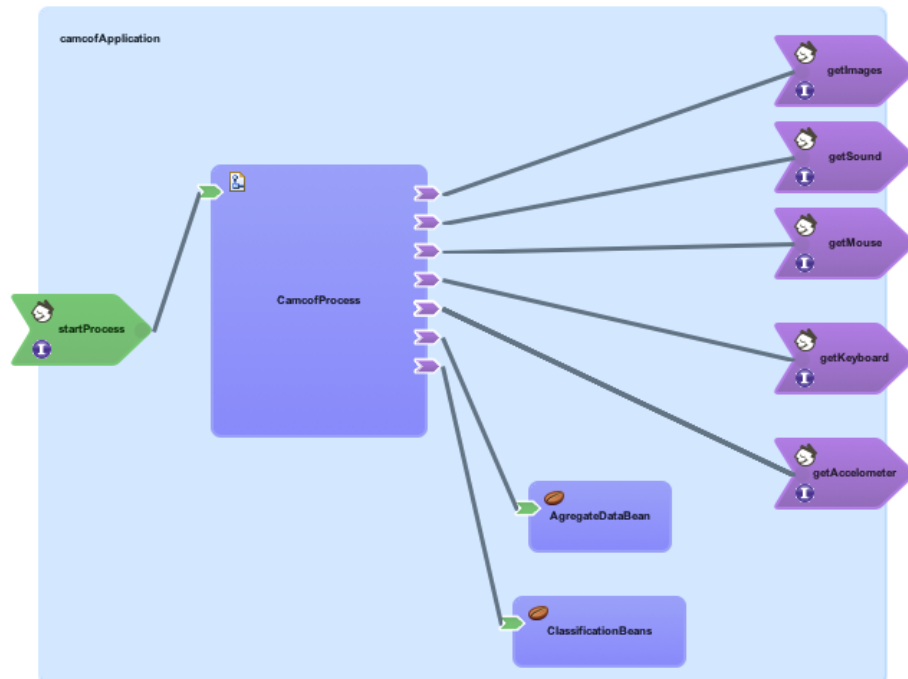 camcofApplication
getImages
I
getSound
I
getMouse
I
CamcofProcess
startProcess
I
getKeyboard
I
getAccelometer
I
AgregateDataBean
ClassificationBeans